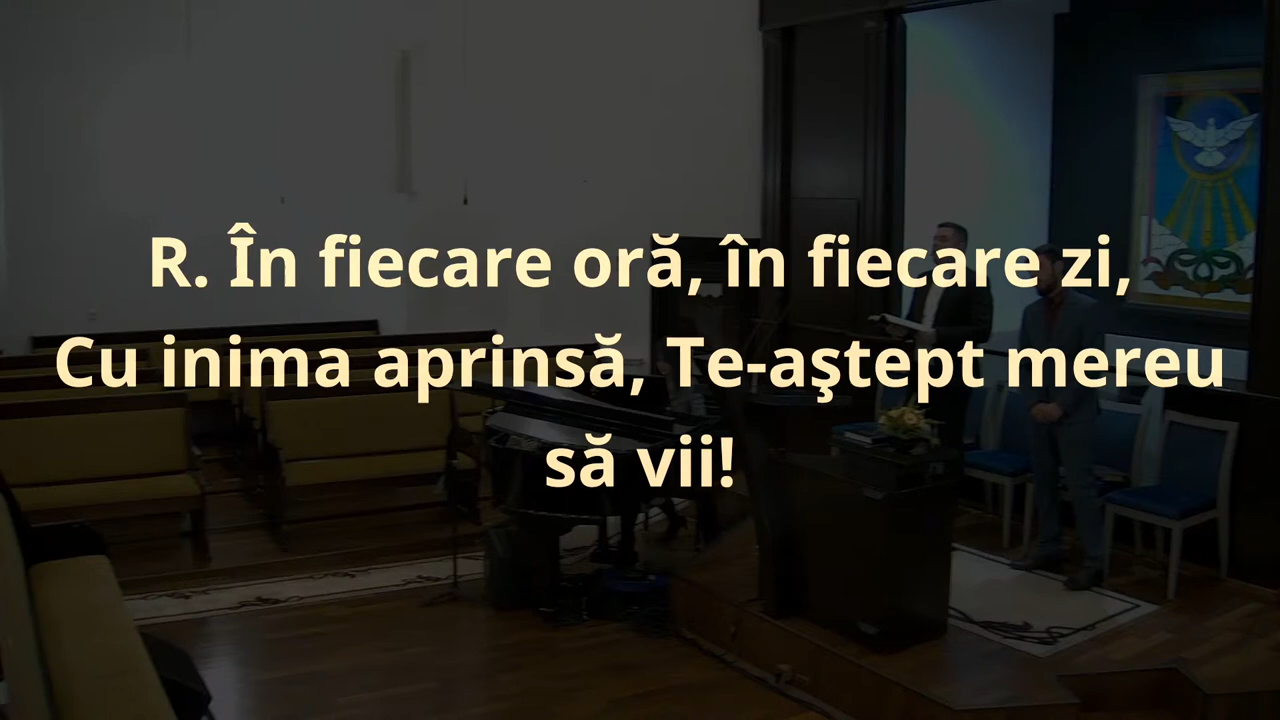 R. În fiecare oră, în fiecare zi,
Cu inima aprinsă, Te-aştept mereu
să vii!